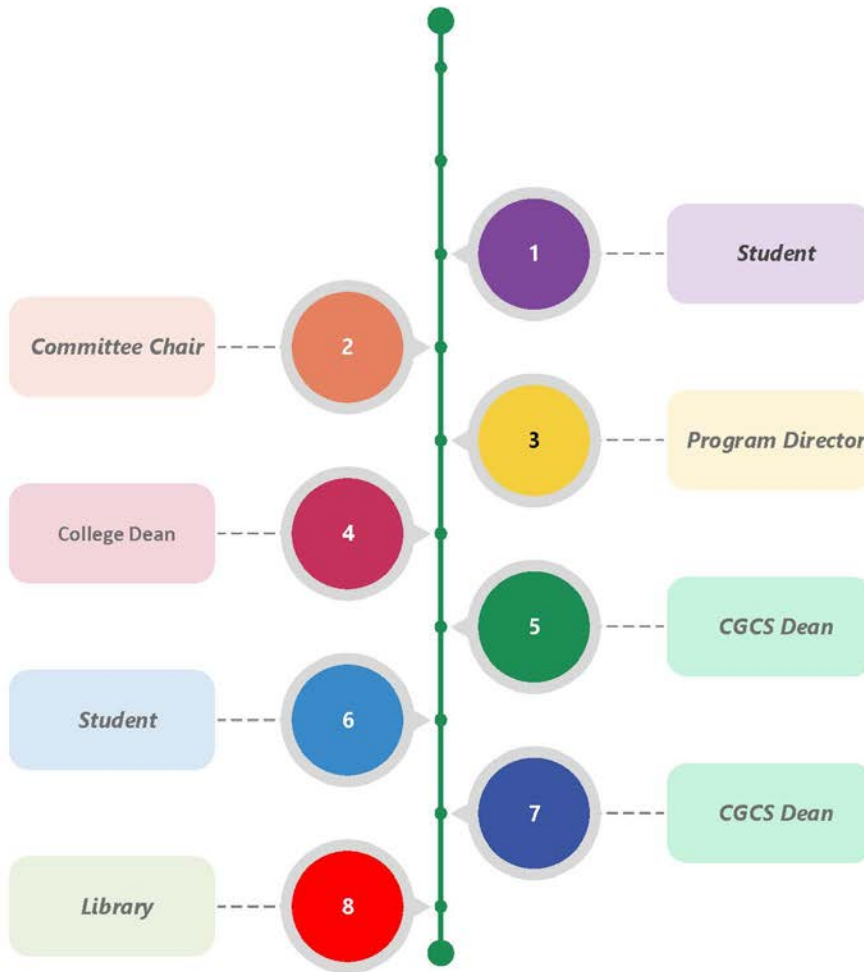 1
Student
Committee Chair
2
3
Program Director
College Dean
4
5
CGCS Dean
Student
6
7
CGCS Dean
Library
8